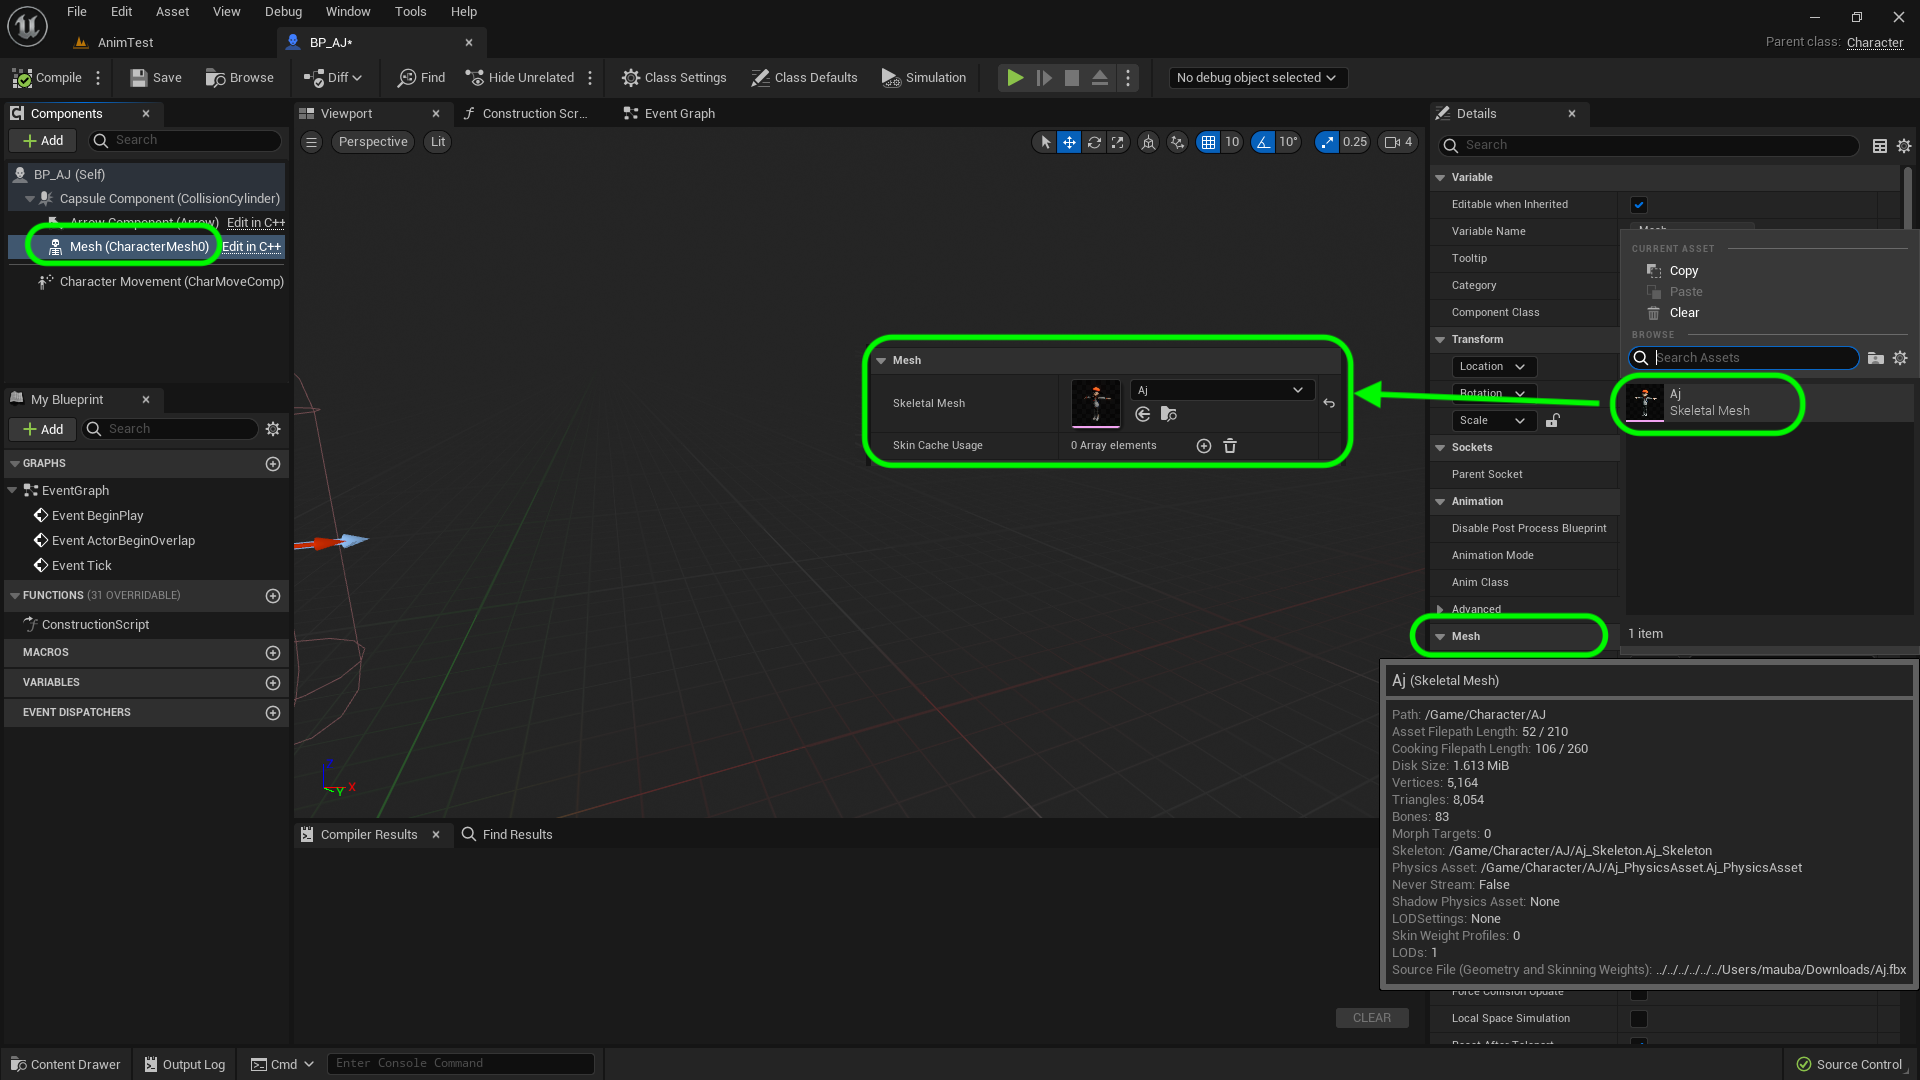 File Edit Asset View Debug Window Tools Help
AnimTest
BP_AJ*
Parent class: Character
Compile
Save
Browse
Diff
Find
Hide Unrelated
Class Settings
Class Defaults
Simulation
No debug object selected
Components
Add
Search
BP_AJ (Self)
Capsule Component (CollisionCylinder)
Arrow Component (Arrow) Edit in C++
Mesh (CharacterMesh0) Edit in C++
Character Movement (CharMoveComp)
My Blueprint
Add
Search
GRAPHS
EventGraph
Event BeginPlay
Event ActorBeginOverlap
Event Tick
FUNCTIONS (31 OVERRIDABLE)
ConstructionScript
MACROS
VARIABLES
EVENT DISPATCHERS
Viewport
Construction Scr...
Event Graph
Perspective
Lit
10
10°
0.25
4
Mesh
Skeletal Mesh
Aj
Skin Cache Usage
0 Array elements
Z
Y
X
Compiler Results
Find Results
CLEAR
Details
Search
Variable
Editable when Inherited
Variable Name
Mesh
Tooltip
Category
Component Class
Transform
Location
Rotation
Scale
Sockets
Parent Socket
Animation
Disable Post Process Blueprint
Animation Mode
Anim Class
Advanced
Mesh
CURRENT ASSET
Copy
Paste
Clear
BROWSE
Search Assets
Aj
Skeletal Mesh
1 item
Aj (Skeletal Mesh)
Path: /Game/Character/AJ
Asset Filepath Length: 52 / 210
Cooking Filepath Length: 106 / 260
Disk Size: 1.613 MiB
Vertices: 5,164
Triangles: 8,054
Bones: 83
Morph Targets: 0
Skeleton: /Game/Character/AJ/Aj_Skeleton.Aj_Skeleton
Physics Asset: /Game/Character/AJ/Aj_PhysicsAsset.Aj_PhysicsAsset
Never Stream: False
Shadow Physics Asset: None
LODSettings: None
Skin Weight Profiles: 0
LODs: 1
Source File (Geometry and Skinning Weights): ../../../../../../Users/mauba/Downloads/Aj.fbx
Force Collision Update
Local Space Simulation
Reset After Teleport
Content Drawer
Output Log
Cmd
Enter Console Command
Source Control